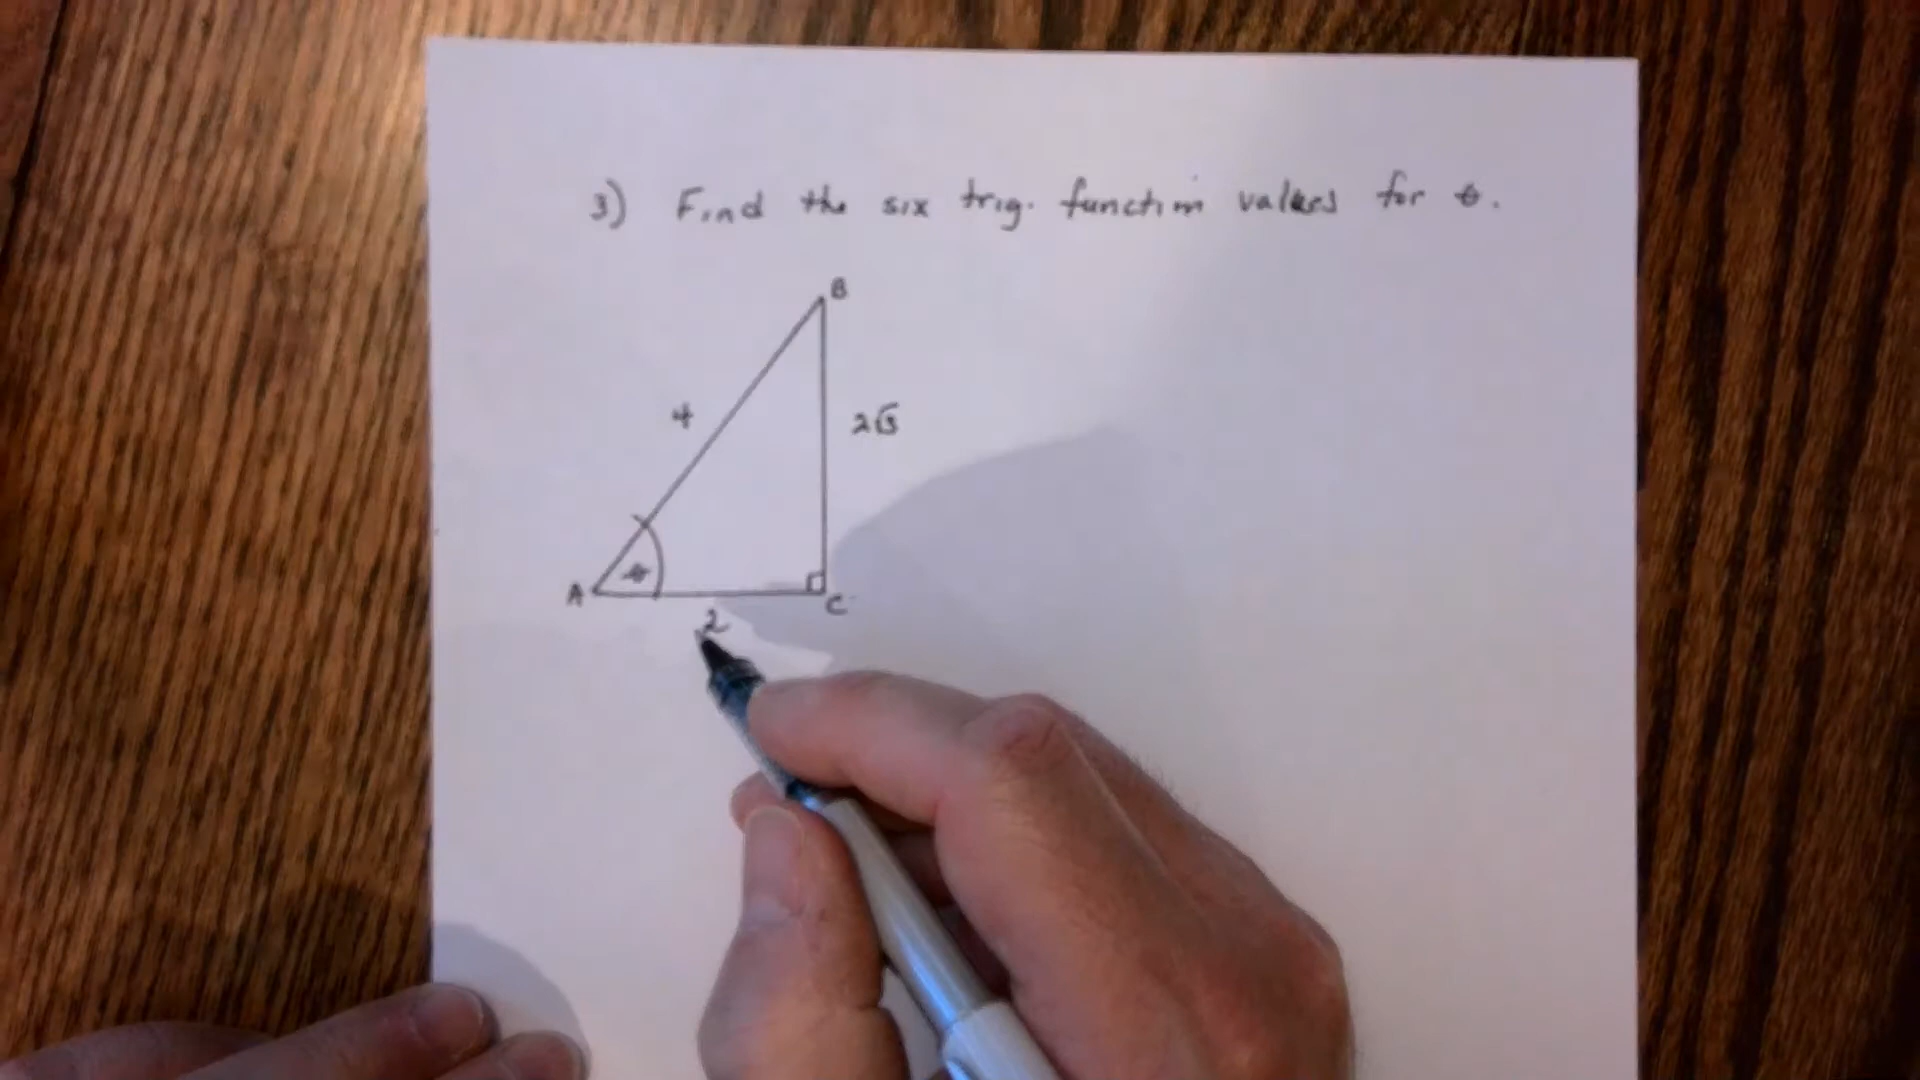 3) Find the six trig. function values for θ.
B
4
2√3
θ
A
C
2